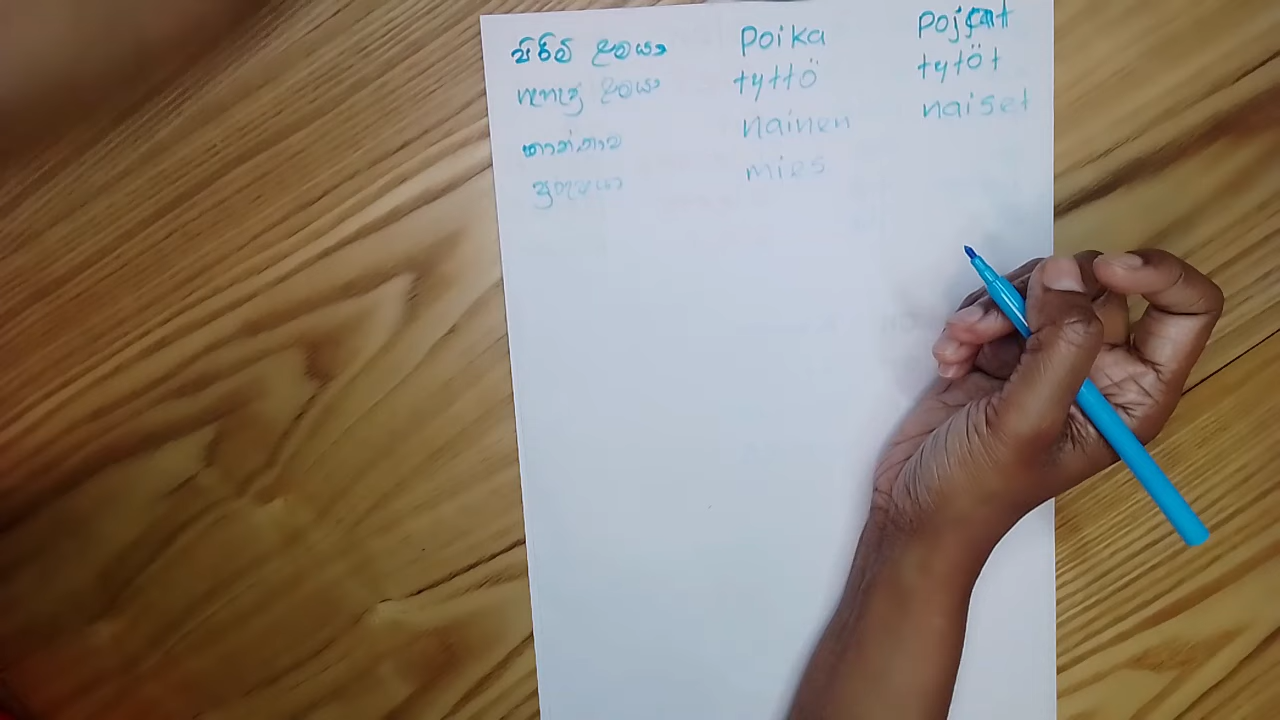 පිරිමි ළමයා poika pojat
ගැහැනු ළමයා tyttö tytöt
කාන්තාව nainen naiset
පුරුෂයා mies